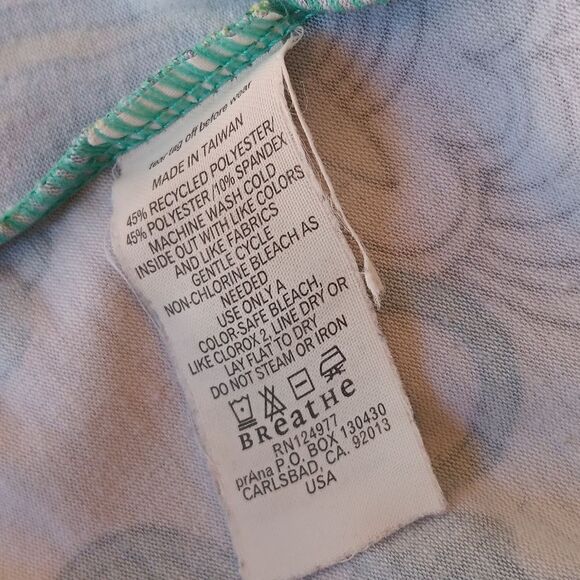 tear tag off before wear
MADE IN TAIWAN
45% RECYCLED POLYESTER/
45% POLYESTER/10% SPANDEX
MACHINE WASH COLD
INSIDE OUT WITH LIKE COLORS
AND LIKE FABRICS
GENTLE CYCLE
NON-CHLORINE BLEACH AS
NEEDED
USE ONLY A
COLOR-SAFE BLEACH,
LIKE CLOROX 2, LINE DRY OR
LAY FLAT TO DRY
DO NOT STEAM OR IRON
BReatHe
RN124977
prAna P.O. BOX 130430
CARLSBAD, CA. 92013
USA